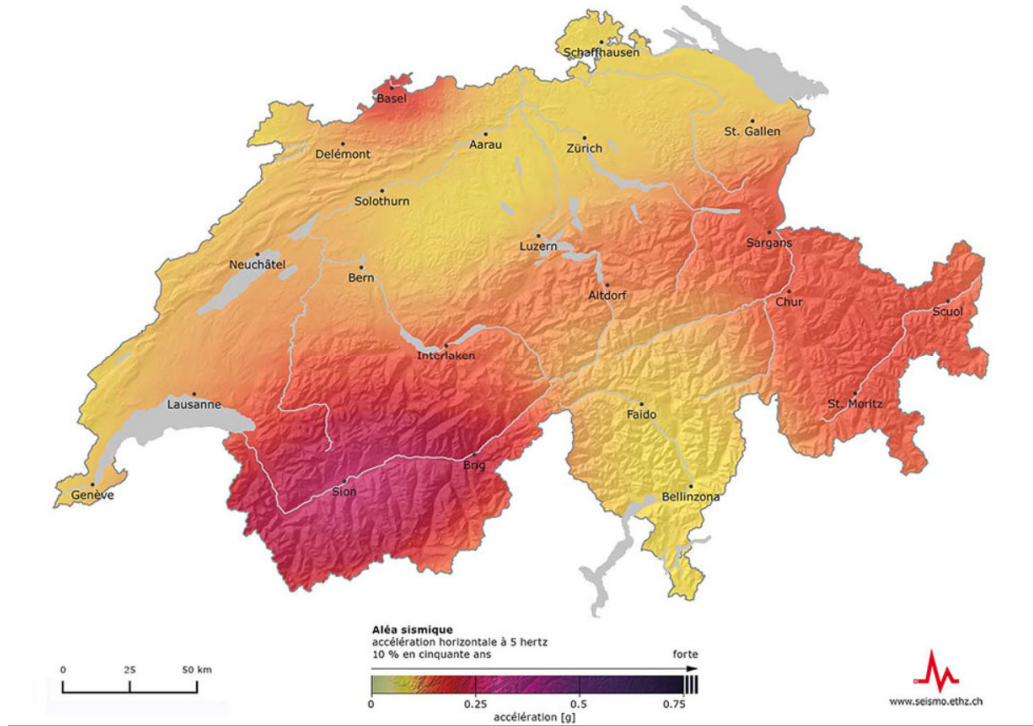 Schaffhausen
Basel
St. Gallen
Aarau
Zürich
Delémont
Solothurn
Luzern
Sargans
Neuchâtel
Bern
Altdorf
Chur
Scuol
Interlaken
Lausanne
St. Moritz
Faido
Brig
Sion
Genève
Bellinzona
Aléa sismique
accélération horizontale à 5 hertz
10 % en cinquante ans
forte
0 25 50 km
0 0.25 0.5 0.75
accélération [g]
www.seismo.ethz.ch